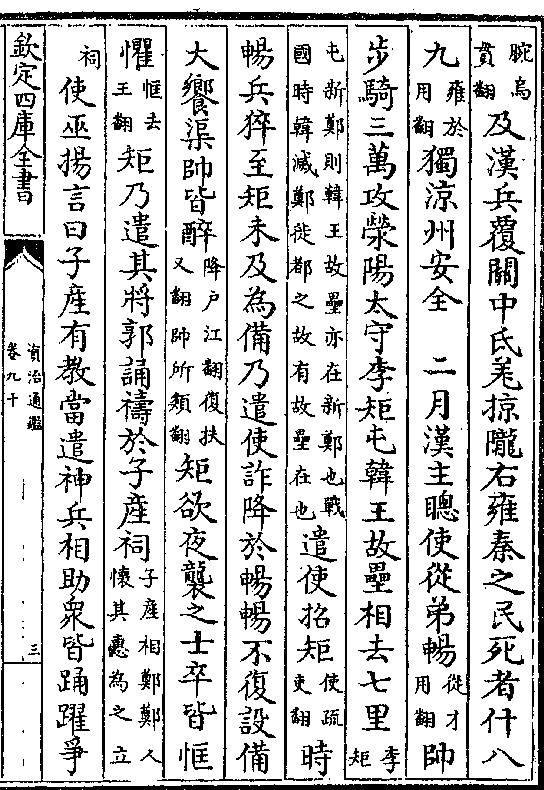 腕烏貫翻及漢兵覆關中氐羌掠隴右雍秦之民死者什八
九雍於用翻獨涼州安全　二月漢主聰使從弟暢從才用翻帥
步騎三萬攻滎陽太守李矩屯韓王故壘相去七里李矩
屯新鄭則韓王故壘亦在新鄭也戰國時韓滅鄭徙都之故有故壘在也遣使招矩使疏吏翻時
暢兵猝至矩未及為備乃遣使詐降於暢暢不復設備
大饗渠帥皆醉降户江翻復扶又翻帥所類翻矩欲夜襲之士卒皆恇
懼恇去王翻矩乃遣其將郭誦禱於子產祠子產相鄭鄭人懷其惠為之立
祠使巫揚言曰子產有教當遣神兵相助衆皆踊躍爭
欽定四庫全書
資治通鑑
卷九十
三